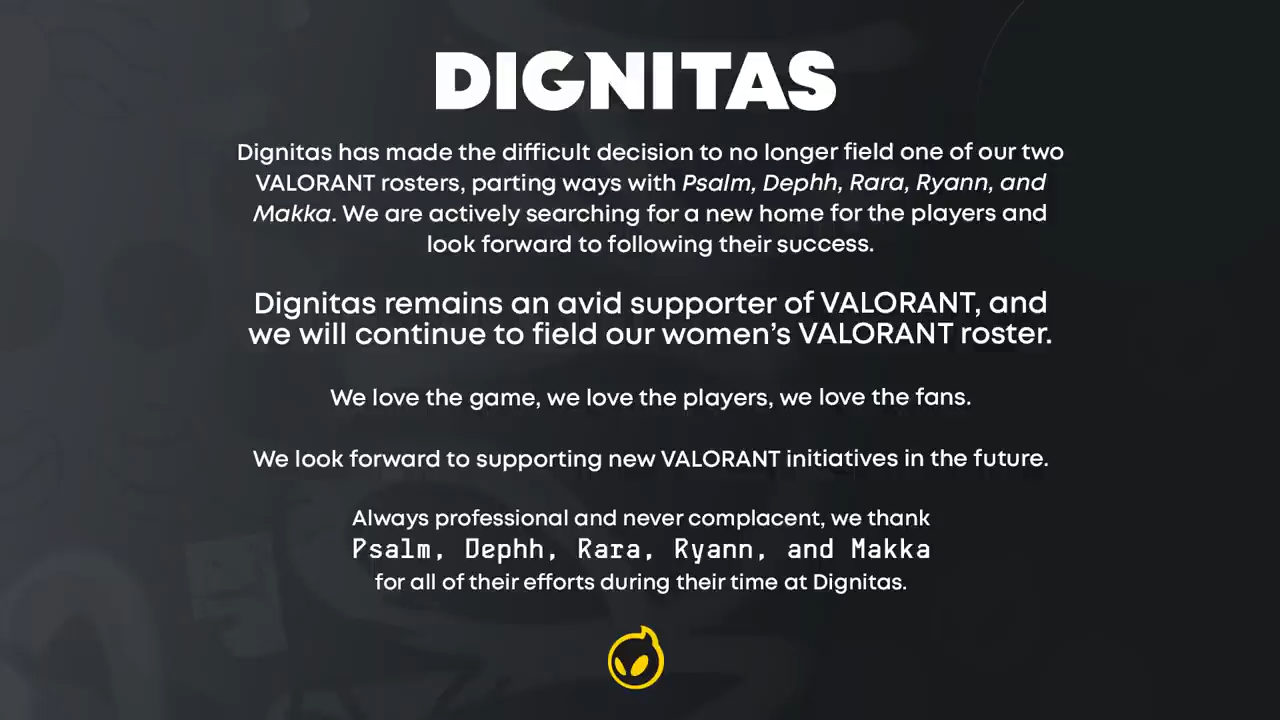 DIGNITAS
Dignitas has made the difficult decision to no longer field one of our two
VALORANT rosters, parting ways with Psalm, Dephh, Rara, Ryann, and
Makka. We are actively searching for a new home for the players and
look forward to following their success.
Dignitas remains an avid supporter of VALORANT, and
we will continue to field our women’s VALORANT roster.
We love the game, we love the players, we love the fans.
We look forward to supporting new VALORANT initiatives in the future.
Always professional and never complacent, we thank
Psalm, Dephh, Rara, Ryann, and Makka
for all of their efforts during their time at Dignitas.